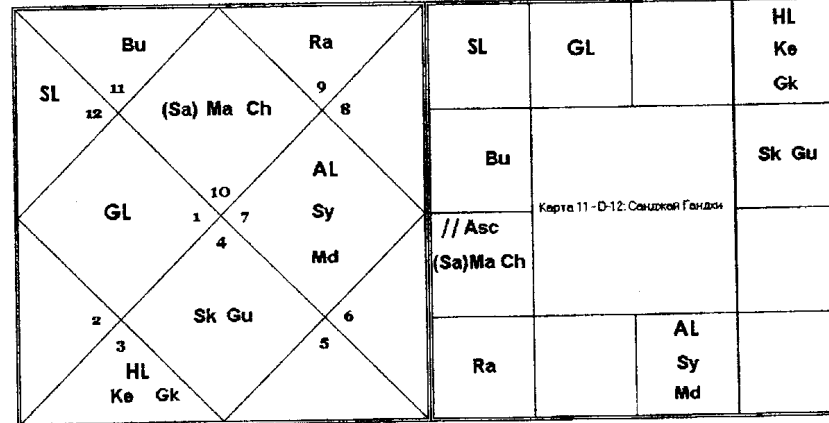 Bu
Ra
SL
11
9
12
(Sa) Ma Ch
8
AL
10
GL
1
7
Sy
4
Md
Sk Gu
2
6
3
5
HL
Ke Gk
SL
GL
HL
Ke
Gk
Bu
Sk Gu
Карта 11 - D-12: Санджай Ганди
// Asc
(Sa)Ma Ch
Ra
AL
Sy
Md